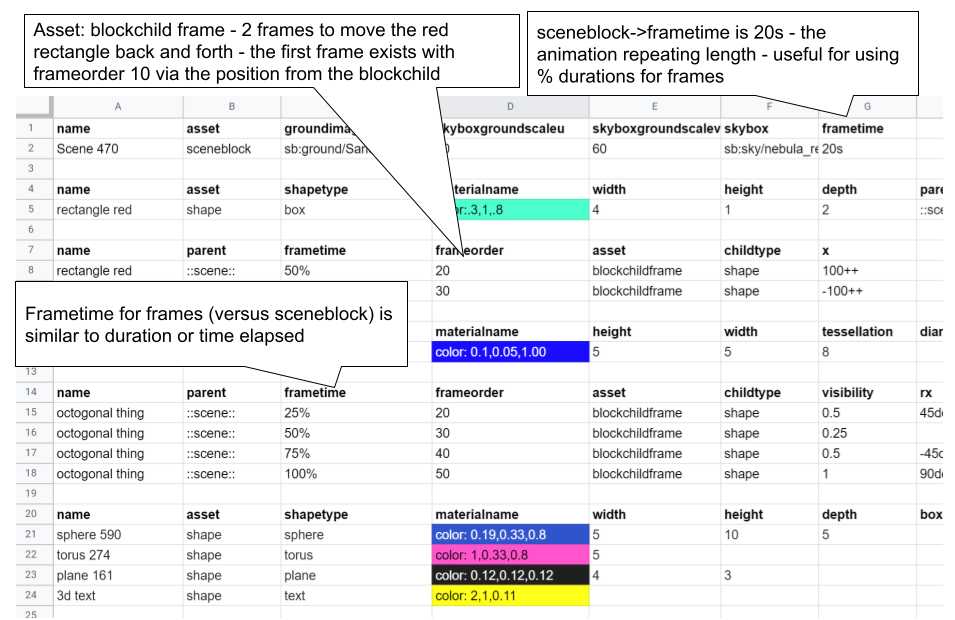 Asset: blockchild frame - 2 frames to move the red
rectangle back and forth - the first frame exists with
frameorder 10 via the position from the blockchild
sceneblock->frametime is 20s - the
animation repeating length - useful for using
% durations for frames
A B D E F G
1 name asset groundima kyboxgroundscaleu skyboxgroundscalev skybox frametime
2 Scene 470 sceneblock sb:ground/San 0 60 sb:sky/nebula_re 20s
3
4 name asset shapetype terialname width height depth pare
5 rectangle red shape box or:.3,1,.8 4 1 2 ::sce
6
7 name parent frametime frameorder asset childtype x
8 rectangle red ::scene:: 50% 20 blockchildframe shape 100++
30 blockchildframe shape -100++
Frametime for frames (versus sceneblock) is
similar to duration or time elapsed
materialname height width tessellation diar
color: 0.1,0.05,1.00 5 5 8
13
14 name parent frametime frameorder asset childtype visibility rx
15 octogonal thing ::scene:: 25% 20 blockchildframe shape 0.5 45de
16 octogonal thing ::scene:: 50% 30 blockchildframe shape 0.25
17 octogonal thing ::scene:: 75% 40 blockchildframe shape 0.5 -45d
18 octogonal thing ::scene:: 100% 50 blockchildframe shape 1 90de
19
20 name asset shapetype materialname width height depth box
21 sphere 590 shape sphere color: 0.19,0.33,0.8 5 10 5
22 torus 274 shape torus color: 1,0.33,0.8 5
23 plane 161 shape plane color: 0.12,0.12,0.12 4 3
24 3d text shape text color: 2,1,0.11
25